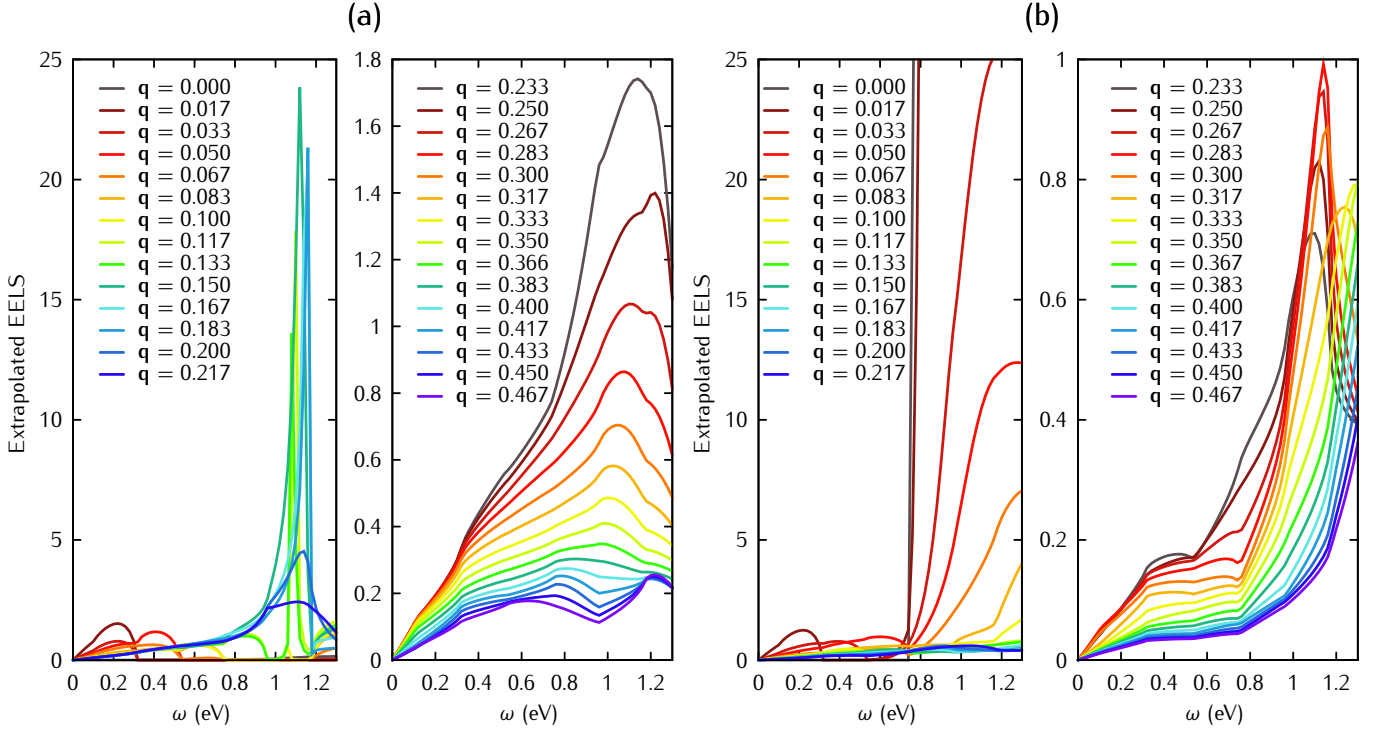 (a)
(b)
Extrapolated EELS
25
20
15
10
5
0
q = 0.000
q = 0.017
q = 0.033
q = 0.050
q = 0.067
q = 0.083
q = 0.100
q = 0.117
q = 0.133
q = 0.150
q = 0.167
q = 0.183
q = 0.200
q = 0.217
0 0.2 0.4 0.6 0.8 1 1.2
ω (eV)
1.8
1.6
1.4
1.2
1
0.8
0.6
0.4
0.2
0
q = 0.233
q = 0.250
q = 0.267
q = 0.283
q = 0.300
q = 0.317
q = 0.333
q = 0.350
q = 0.366
q = 0.383
q = 0.400
q = 0.417
q = 0.433
q = 0.450
q = 0.467
0 0.2 0.4 0.6 0.8 1 1.2
ω (eV)
Extrapolated EELS
25
20
15
10
5
0
q = 0.000
q = 0.017
q = 0.033
q = 0.050
q = 0.067
q = 0.083
q = 0.100
q = 0.117
q = 0.133
q = 0.150
q = 0.167
q = 0.183
q = 0.200
q = 0.217
0 0.2 0.4 0.6 0.8 1 1.2
ω (eV)
1
0.8
0.6
0.4
0.2
0
q = 0.233
q = 0.250
q = 0.267
q = 0.283
q = 0.300
q = 0.317
q = 0.333
q = 0.350
q = 0.367
q = 0.383
q = 0.400
q = 0.417
q = 0.433
q = 0.450
q = 0.467
0 0.2 0.4 0.6 0.8 1 1.2
ω (eV)